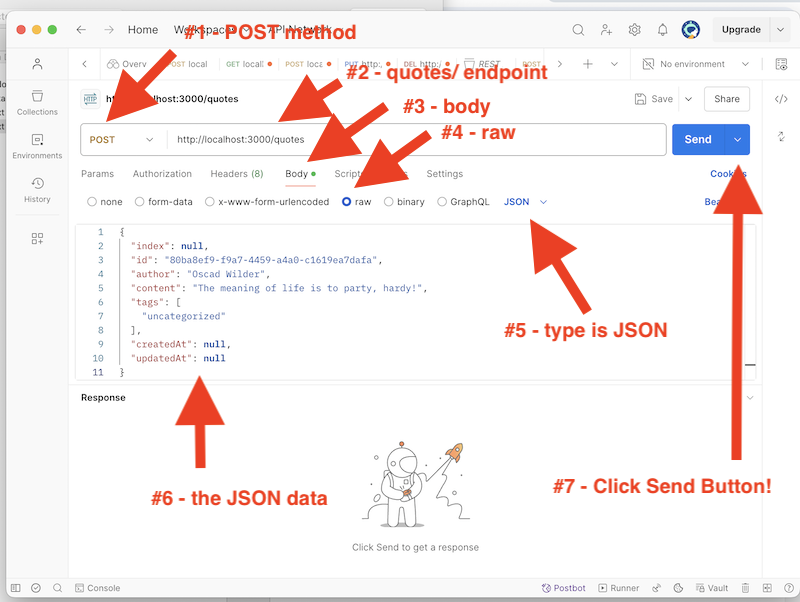 Home Workspaces API Network Upgrade
#1 - POST method
Overv POST local GET local POST loca PUT http:, DEL http:/ REST POST No environment
#2 - quotes/ endpoint
http://localhost:3000/quotes Save Share
#3 - body
Collections
#4 - raw
POST http://localhost:3000/quotes Send
Environments
Params Authorization Headers (8) Body Scripts Settings Cookies
History
none form-data x-www-form-urlencoded raw binary GraphQL JSON
1 {
2 "index": null,
3 "id": "80ba8ef9-f9a7-4459-a4a0-c1619ea7dafa",
4 "author": "Oscad Wilder",
5 "content": "The meaning of life is to party, hardy!",
6 "tags": [
7 "uncategorized"
8 ],
9 "createdAt": null,
10 "updatedAt": null
11 }
#5 - type is JSON
Response
#6 - the JSON data
#7 - Click Send Button!
Click Send to get a response
Console Postbot Runner Vault